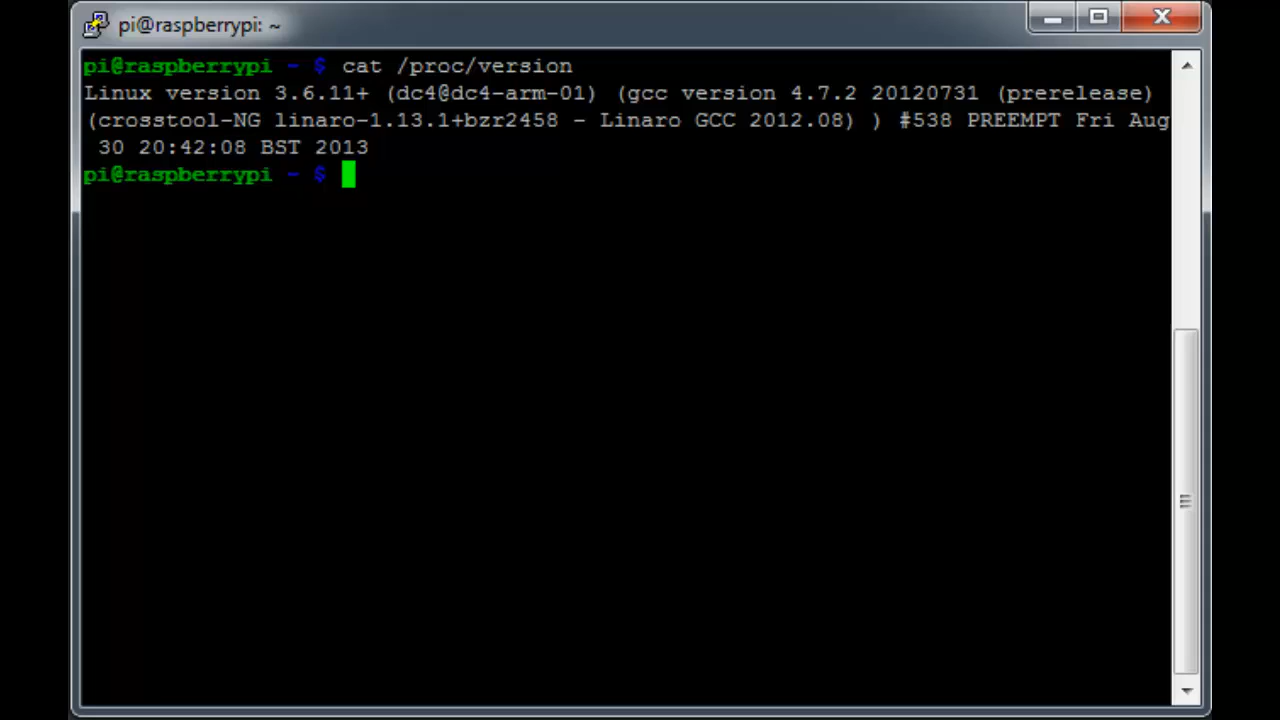 pi@raspberrypi: ~
pi@raspberrypi ~ $ cat /proc/version
Linux version 3.6.11+ (dc4@dc4-arm-01) (gcc version 4.7.2 20120731 (prerelease)
(crosstool-NG linaro-1.13.1+bzr2458 - Linaro GCC 2012.08) ) #538 PREEMPT Fri Aug
30 20:42:08 BST 2013
pi@raspberrypi ~ $